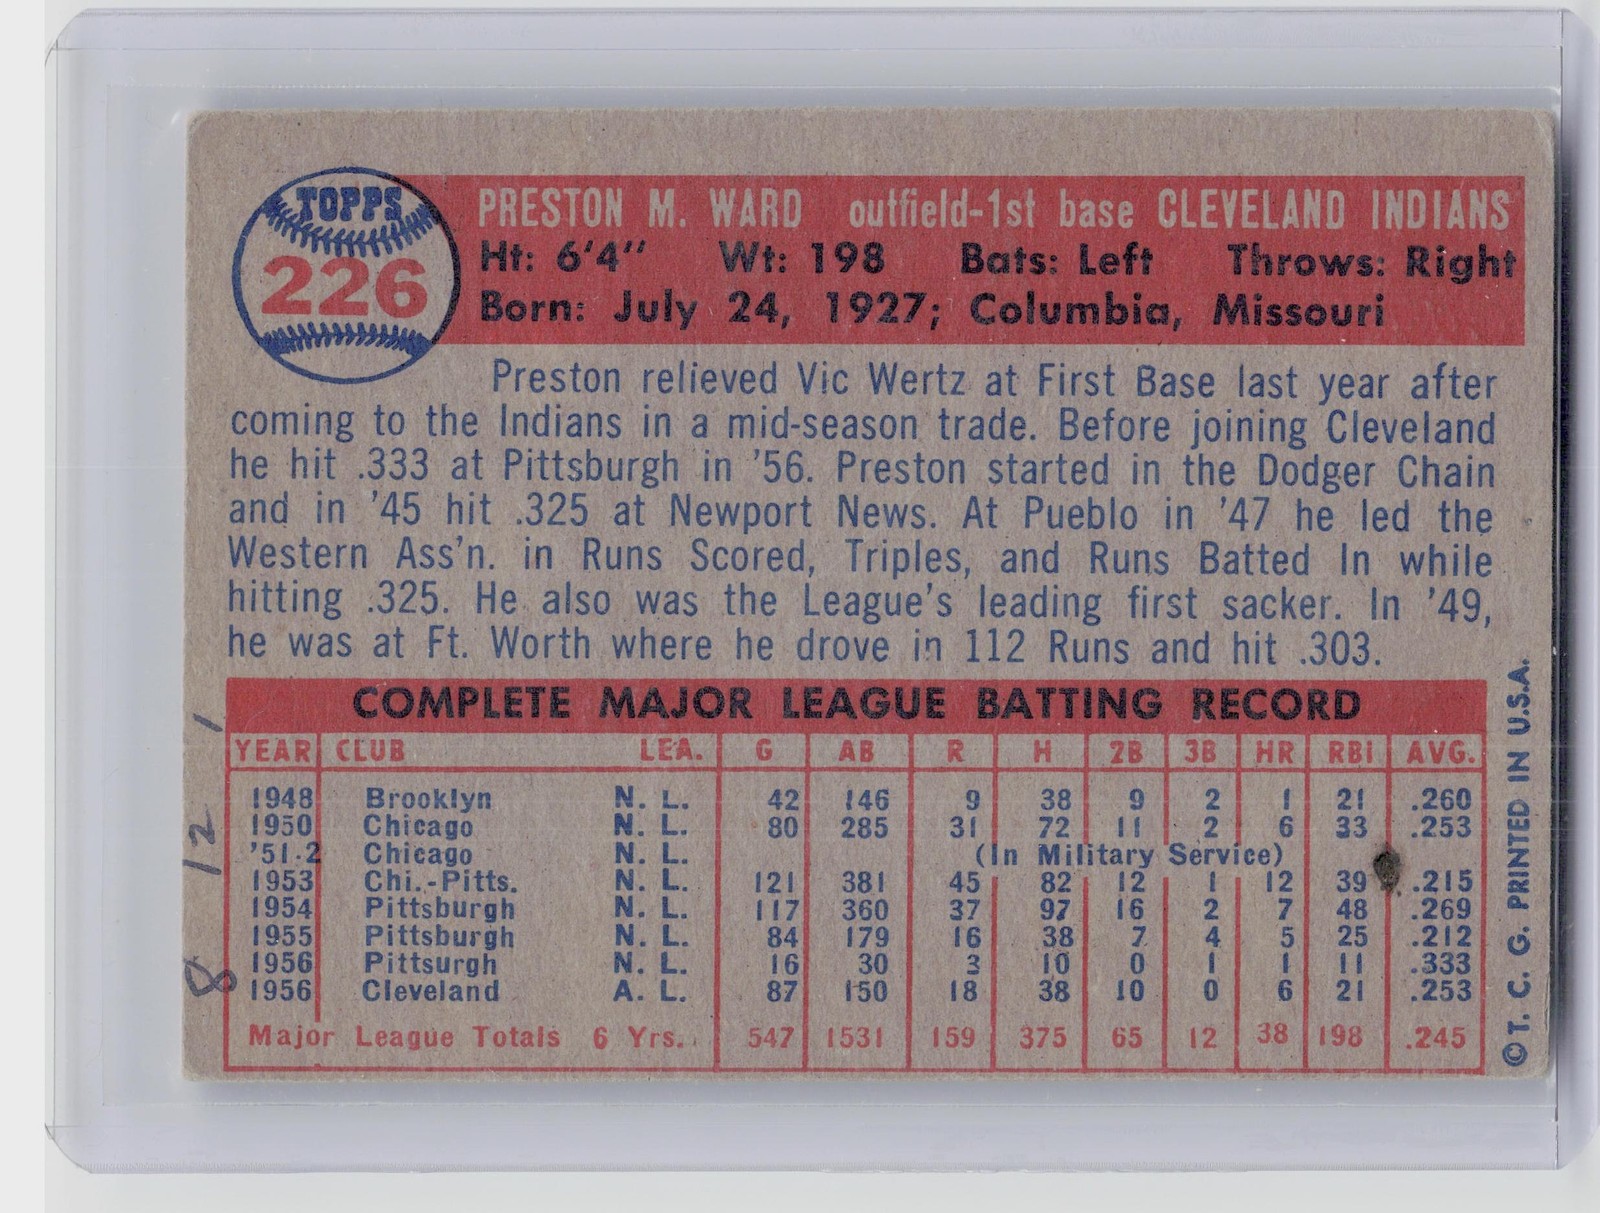 TOPPS
226
PRESTON M. WARD outfield-1st base CLEVELAND INDIANS
Ht: 6'4" Wt: 198 Bats: Left Throws: Right
Born: July 24, 1927; Columbia, Missouri
Preston relieved Vic Wertz at First Base last year after
coming to the Indians in a mid-season trade. Before joining Cleveland
he hit .333 at Pittsburgh in '56. Preston started in the Dodger Chain
and in '45 hit .325 at Newport News. At Pueblo in '47 he led the
Western Ass'n. in Runs Scored, Triples, and Runs Batted In while
hitting .325. He also was the League's leading first sacker. In '49,
he was at Ft. Worth where he drove in 112 Runs and hit .303.
COMPLETE MAJOR LEAGUE BATTING RECORD
YEAR CLUB LEA. G AB R H 2B 3B HR RBI AVG.
1948 Brooklyn N. L. 42 146 9 38 9 2 1 21 .260
1950 Chicago N. L. 80 285 31 72 11 2 6 33 .253
'51-2 Chicago N. L. (In Military Service)
1953 Chi.-Pitts. N. L. 121 381 45 82 12 1 12 39 .215
1954 Pittsburgh N. L. 117 360 37 97 16 2 7 48 .269
1955 Pittsburgh N. L. 84 179 16 38 7 4 5 25 .212
1956 Pittsurgh N. L. 16 30 3 10 0 1 1 11 .333
1956 Cleveland A. L. 87 150 18 38 10 0 6 21 .253
Major League Totals 6 Yrs. 547 1531 159 375 65 12 38 198 .245
© T. C. G. PRINTED IN U.S.A.
8 12 1